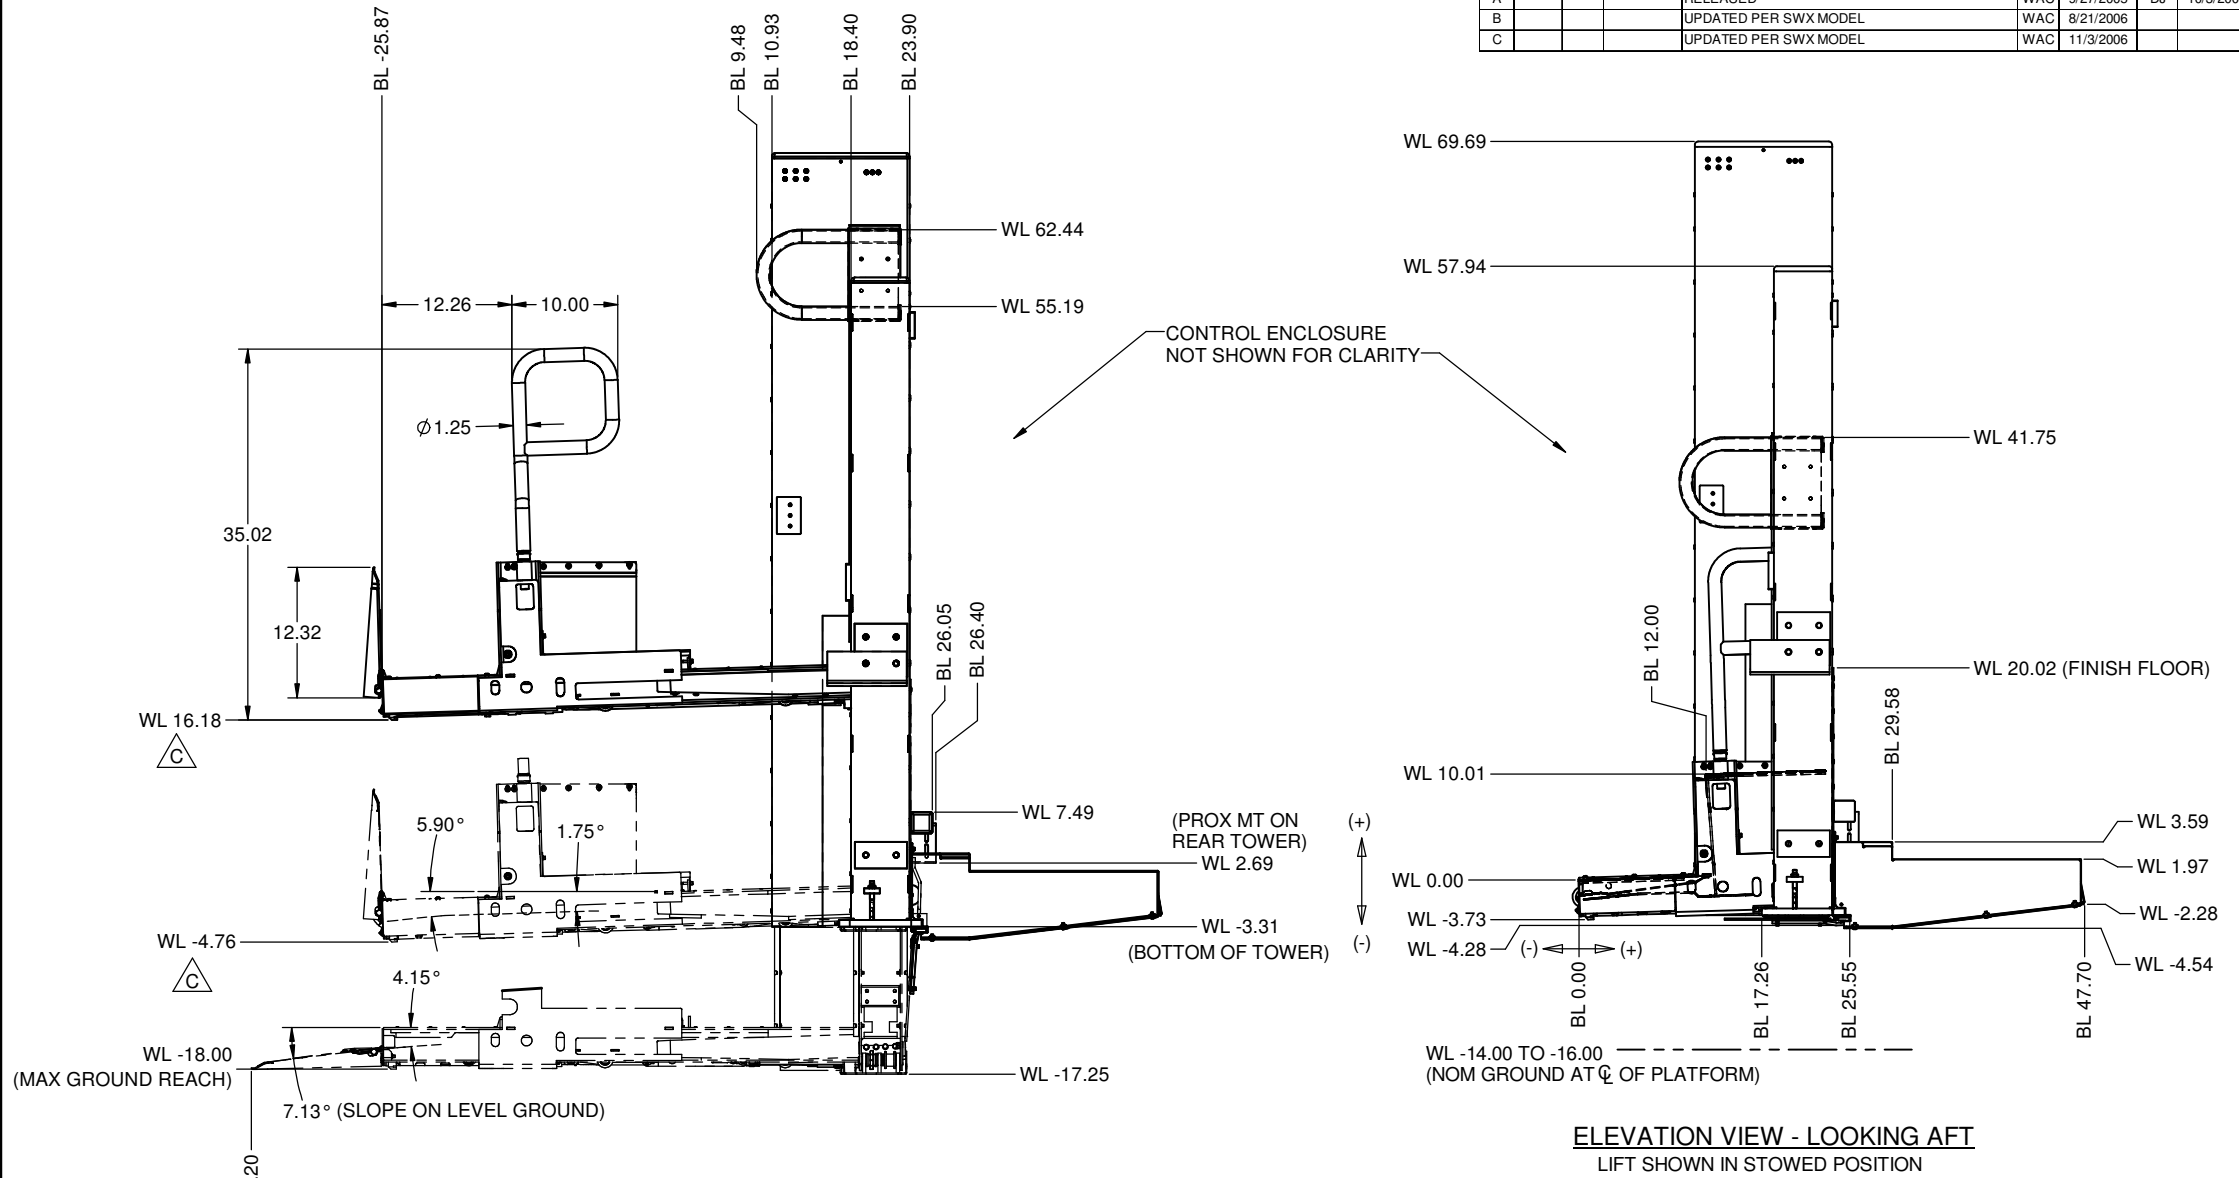 RELEASED WAC
B UPDATED PER SWX MODEL WAC 8/21/2006
C UPDATED PER SWX MODEL WAC 11/3/2006
BL -25.87
BL 9.48
BL 10.93
BL 18.40
BL 23.90
WL 62.44
WL 55.19
12.26
10.00
CONTROL ENCLOSURE
NOT SHOWN FOR CLARITY
Ø1.25
35.02
12.32
WL 16.18
C
BL 26.05
BL 26.40
5.90°
1.75°
WL 7.49
(PROX MT ON
REAR TOWER)
WL 2.69
(+)
(-)
WL -4.76
C
WL -3.31
(BOTTOM OF TOWER)
4.15°
WL -18.00
(MAX GROUND REACH)
WL -17.25
7.13° (SLOPE ON LEVEL GROUND)
20
WL 69.69
WL 57.94
WL 41.75
BL 12.00
WL 20.02 (FINISH FLOOR)
BL 29.58
WL 10.01
WL 3.59
WL 1.97
WL 0.00
WL -3.73
WL -4.28
(-) (+)
WL -2.28
WL -4.54
BL 0.00
BL 17.26
BL 25.55
BL 47.70
WL -14.00 TO -16.00
(NOM GROUND AT ℄ OF PLATFORM)
ELEVATION VIEW - LOOKING AFT
LIFT SHOWN IN STOWED POSITION